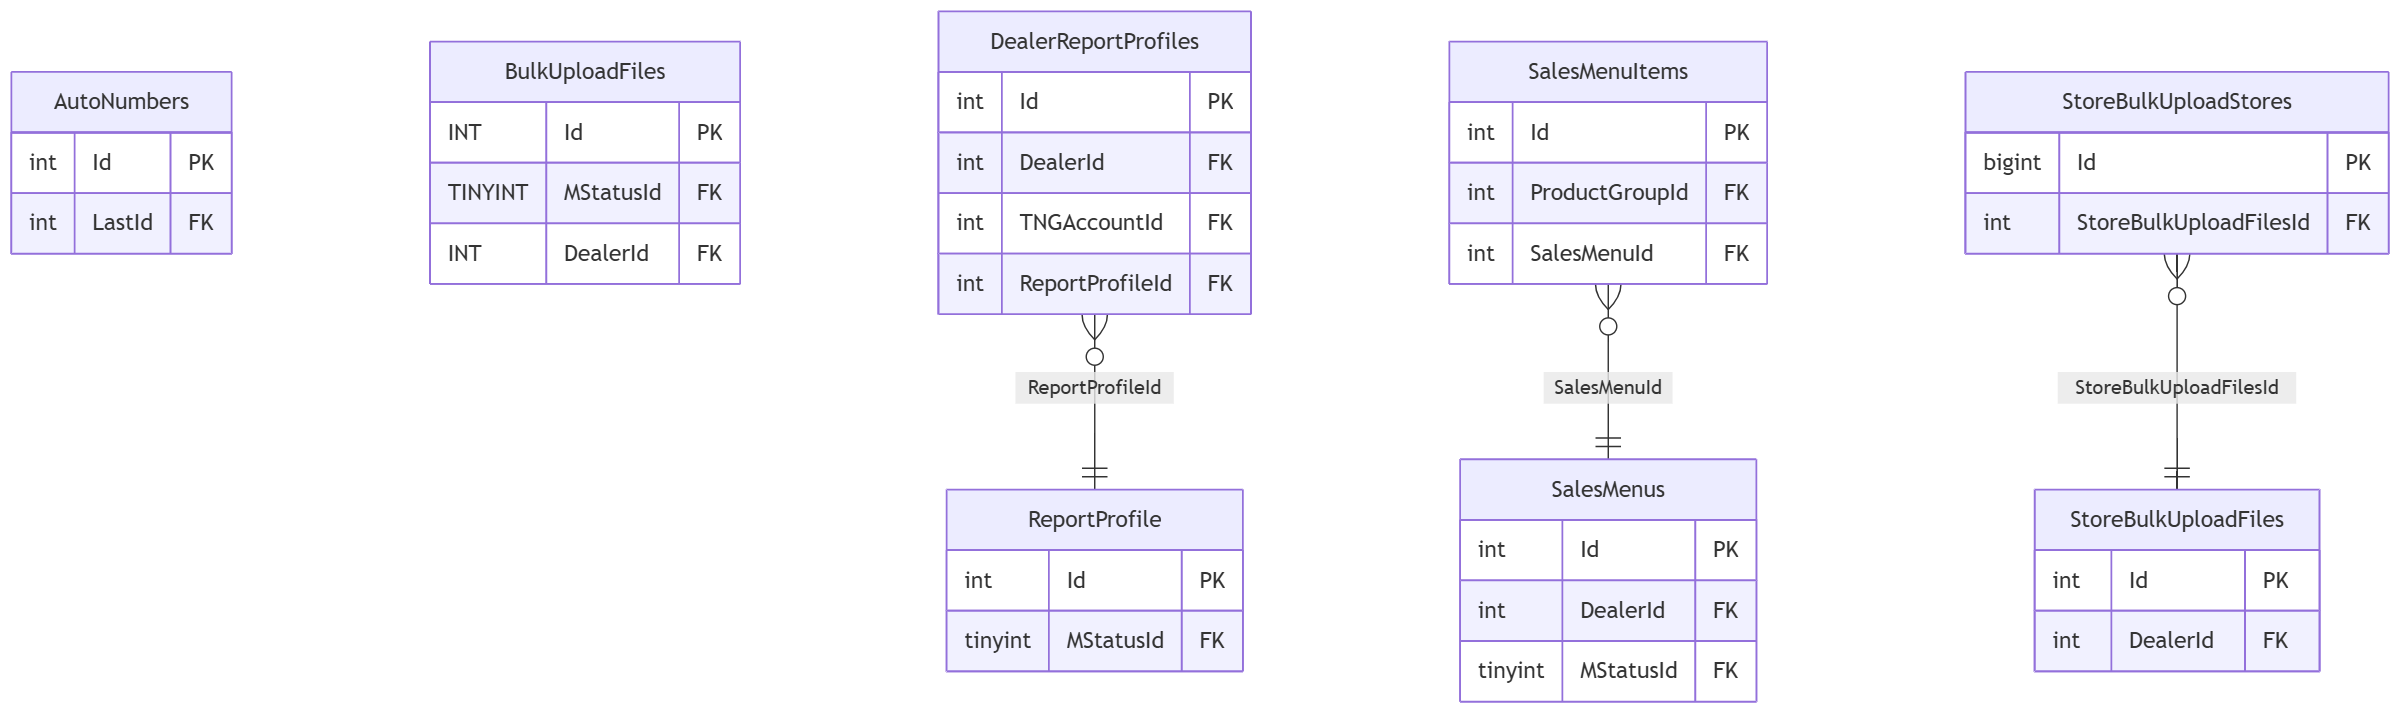 AutoNumbers
int Id PK
int LastId FK
BulkUploadFiles
INT Id PK
TINYINT MStatusId FK
INT DealerId FK
DealerReportProfiles
int Id PK
int DealerId FK
int TNGAccountId FK
int ReportProfileId FK
ReportProfileId
ReportProfile
int Id PK
tinyint MStatusId FK
SalesMenuItems
int Id PK
int ProductGroupId FK
int SalesMenuId FK
SalesMenuId
SalesMenus
int Id PK
int DealerId FK
tinyint MStatusId FK
StoreBulkUploadStores
bigint Id PK
int StoreBulkUploadFilesId FK
StoreBulkUploadFilesId
StoreBulkUploadFiles
int Id PK
int DealerId FK